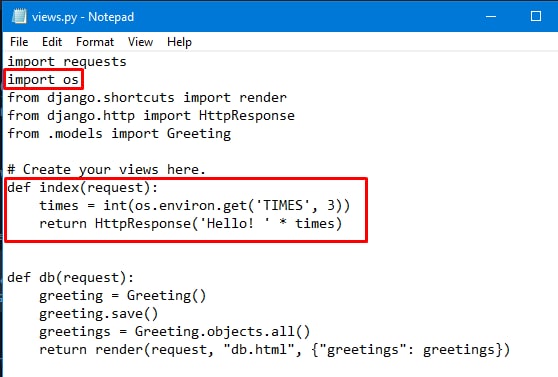 views.py - Notepad
File Edit Format View Help
import requests
import os
from django.shortcuts import render
from django.http import HttpResponse
from .models import Greeting
# Create your views here.
def index(request):
    times = int(os.environ.get('TIMES', 3))
    return HttpResponse('Hello! ' * times)
def db(request):
    greeting = Greeting()
    greeting.save()
    greetings = Greeting.objects.all()
    return render(request, "db.html", {"greetings": greetings})